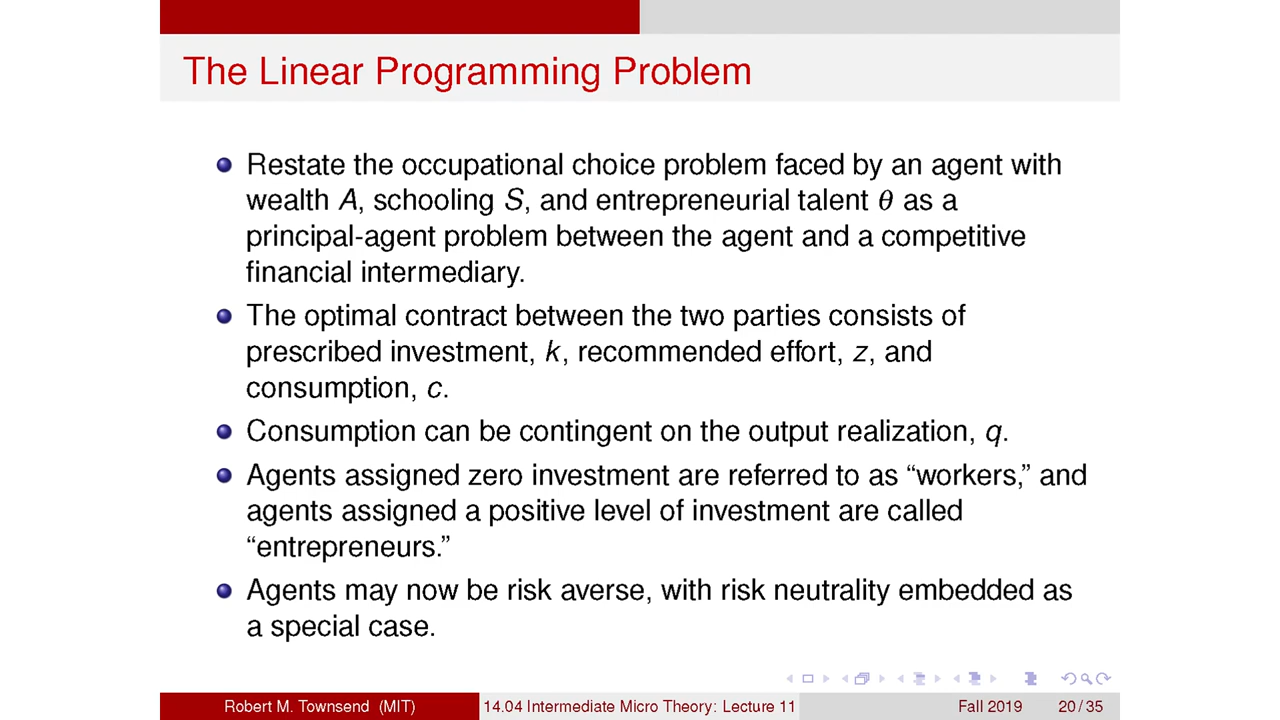 The Linear Programming Problem
Restate the occupational choice problem faced by an agent with
wealth A, schooling S, and entrepreneurial talent θ as a
principal-agent problem between the agent and a competitive
financial intermediary.
The optimal contract between the two parties consists of
prescribed investment, k, recommended effort, z, and
consumption, c.
Consumption can be contingent on the output realization, q.
Agents assigned zero investment are referred to as “workers,” and
agents assigned a positive level of investment are called
“entrepreneurs.”
Agents may now be risk averse, with risk neutrality embedded as
a special case.
Robert M. Townsend (MIT) 14.04 Intermediate Micro Theory: Lecture 11 Fall 2019 20 / 35